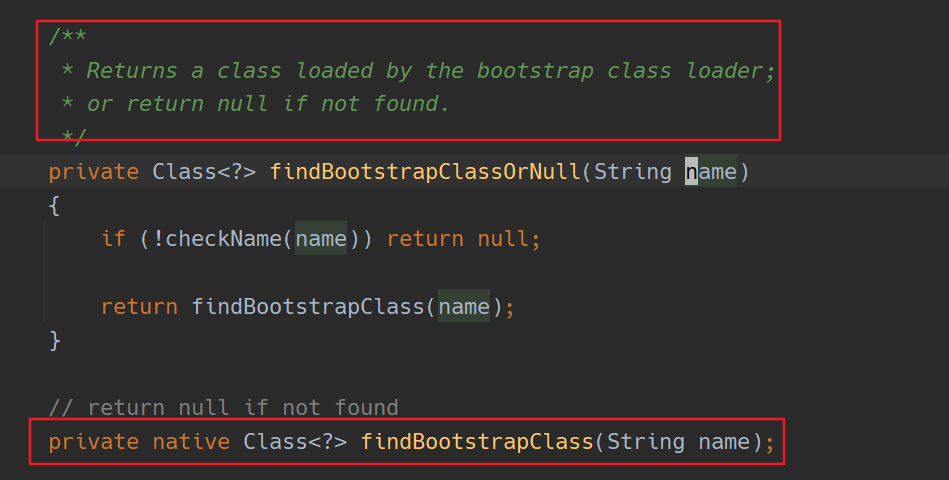 /**
 * Returns a class loaded by the bootstrap class loader;
 * or return null if not found.
 */
private Class<?> findBootstrapClassOrNull(String name)
{
    if (!checkName(name)) return null;
    return findBootstrapClass(name);
}
// return null if not found
private native Class<?> findBootstrapClass(String name);